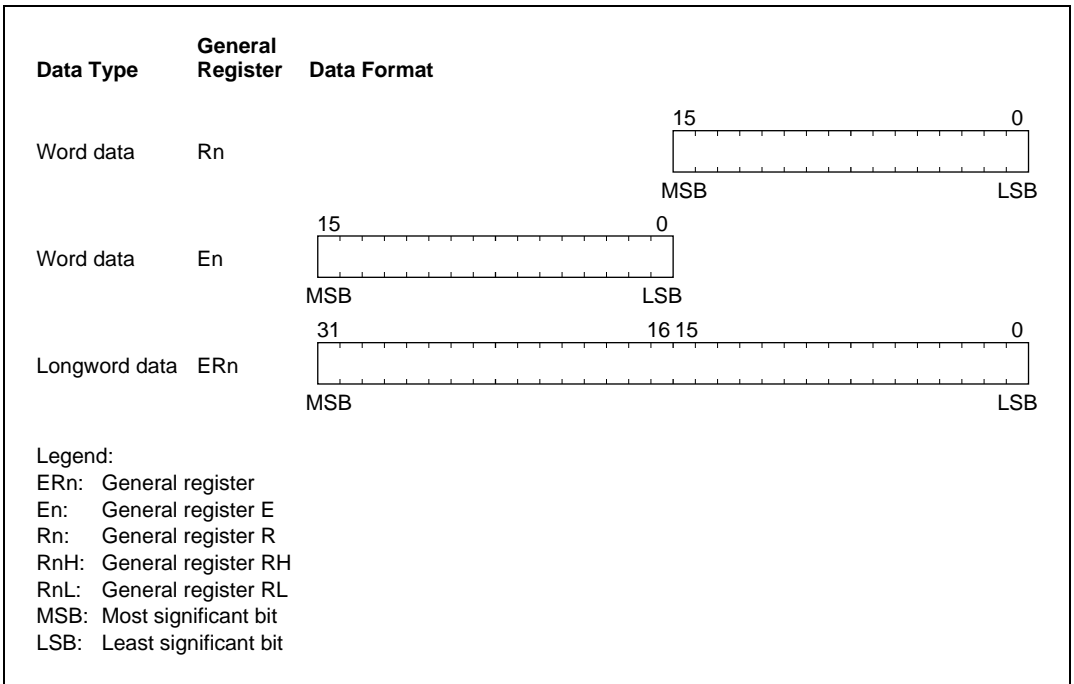 General
Data Type Register Data Format
15 0
Word data Rn
MSB LSB
15 0
Word data En
MSB LSB
31 16 15 0
Longword data ERn
MSB LSB
Legend:
ERn: General register
En: General register E
Rn: General register R
RnH: General register RH
RnL: General register RL
MSB: Most significant bit
LSB: Least significant bit